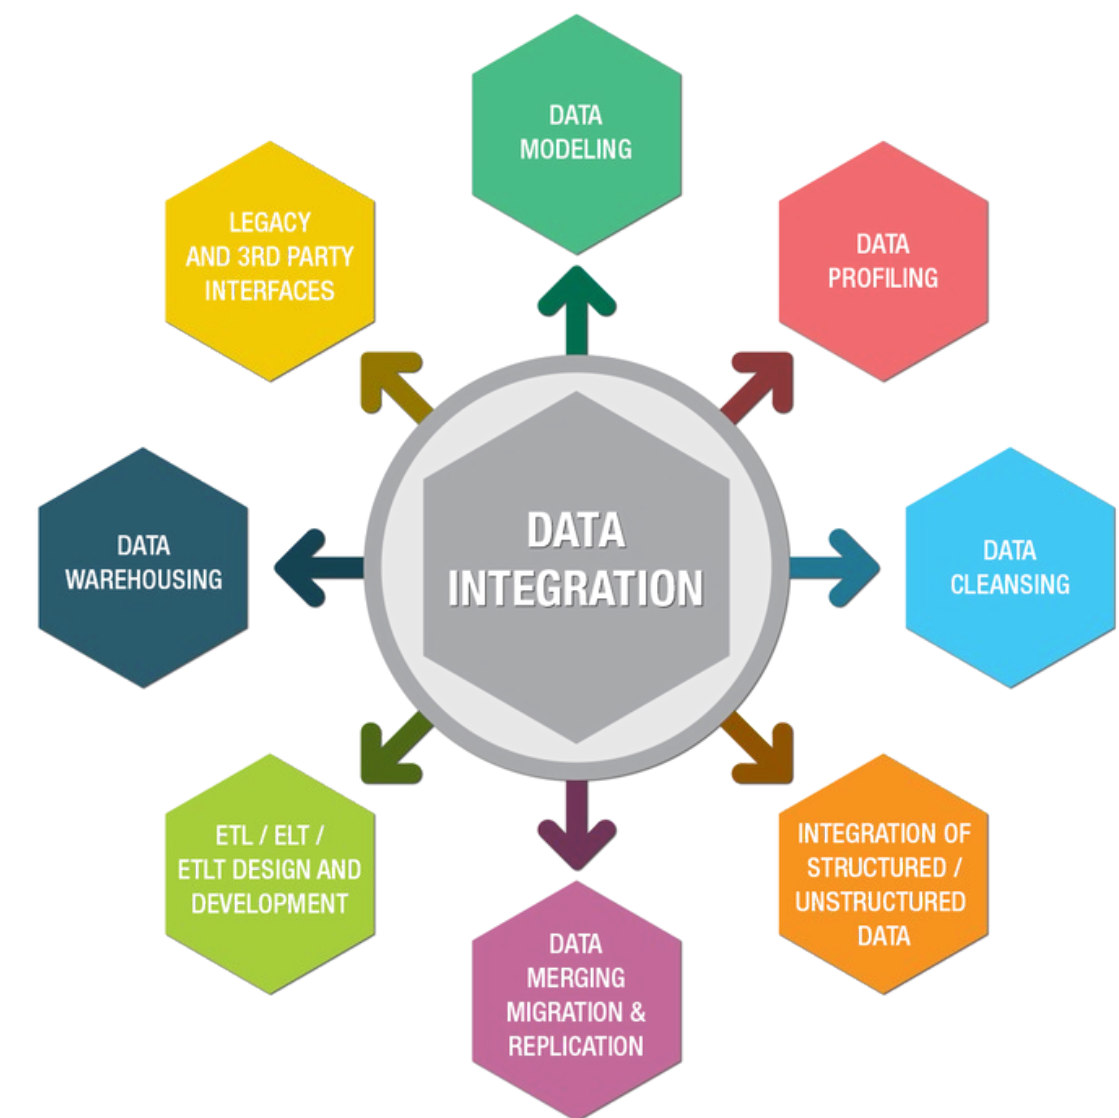 DATA
MODELING
LEGACY
AND 3RD PARTY
INTERFACES
DATA
PROFILING
DATA
WAREHOUSING
DATA
INTEGRATION
DATA
CLEANSING
ETL / ELT /
ETLT DESIGN AND
DEVELOPMENT
INTEGRATION OF
STRUCTURED /
UNSTRUCTURED
DATA
DATA
MERGING
MIGRATION &
REPLICATION